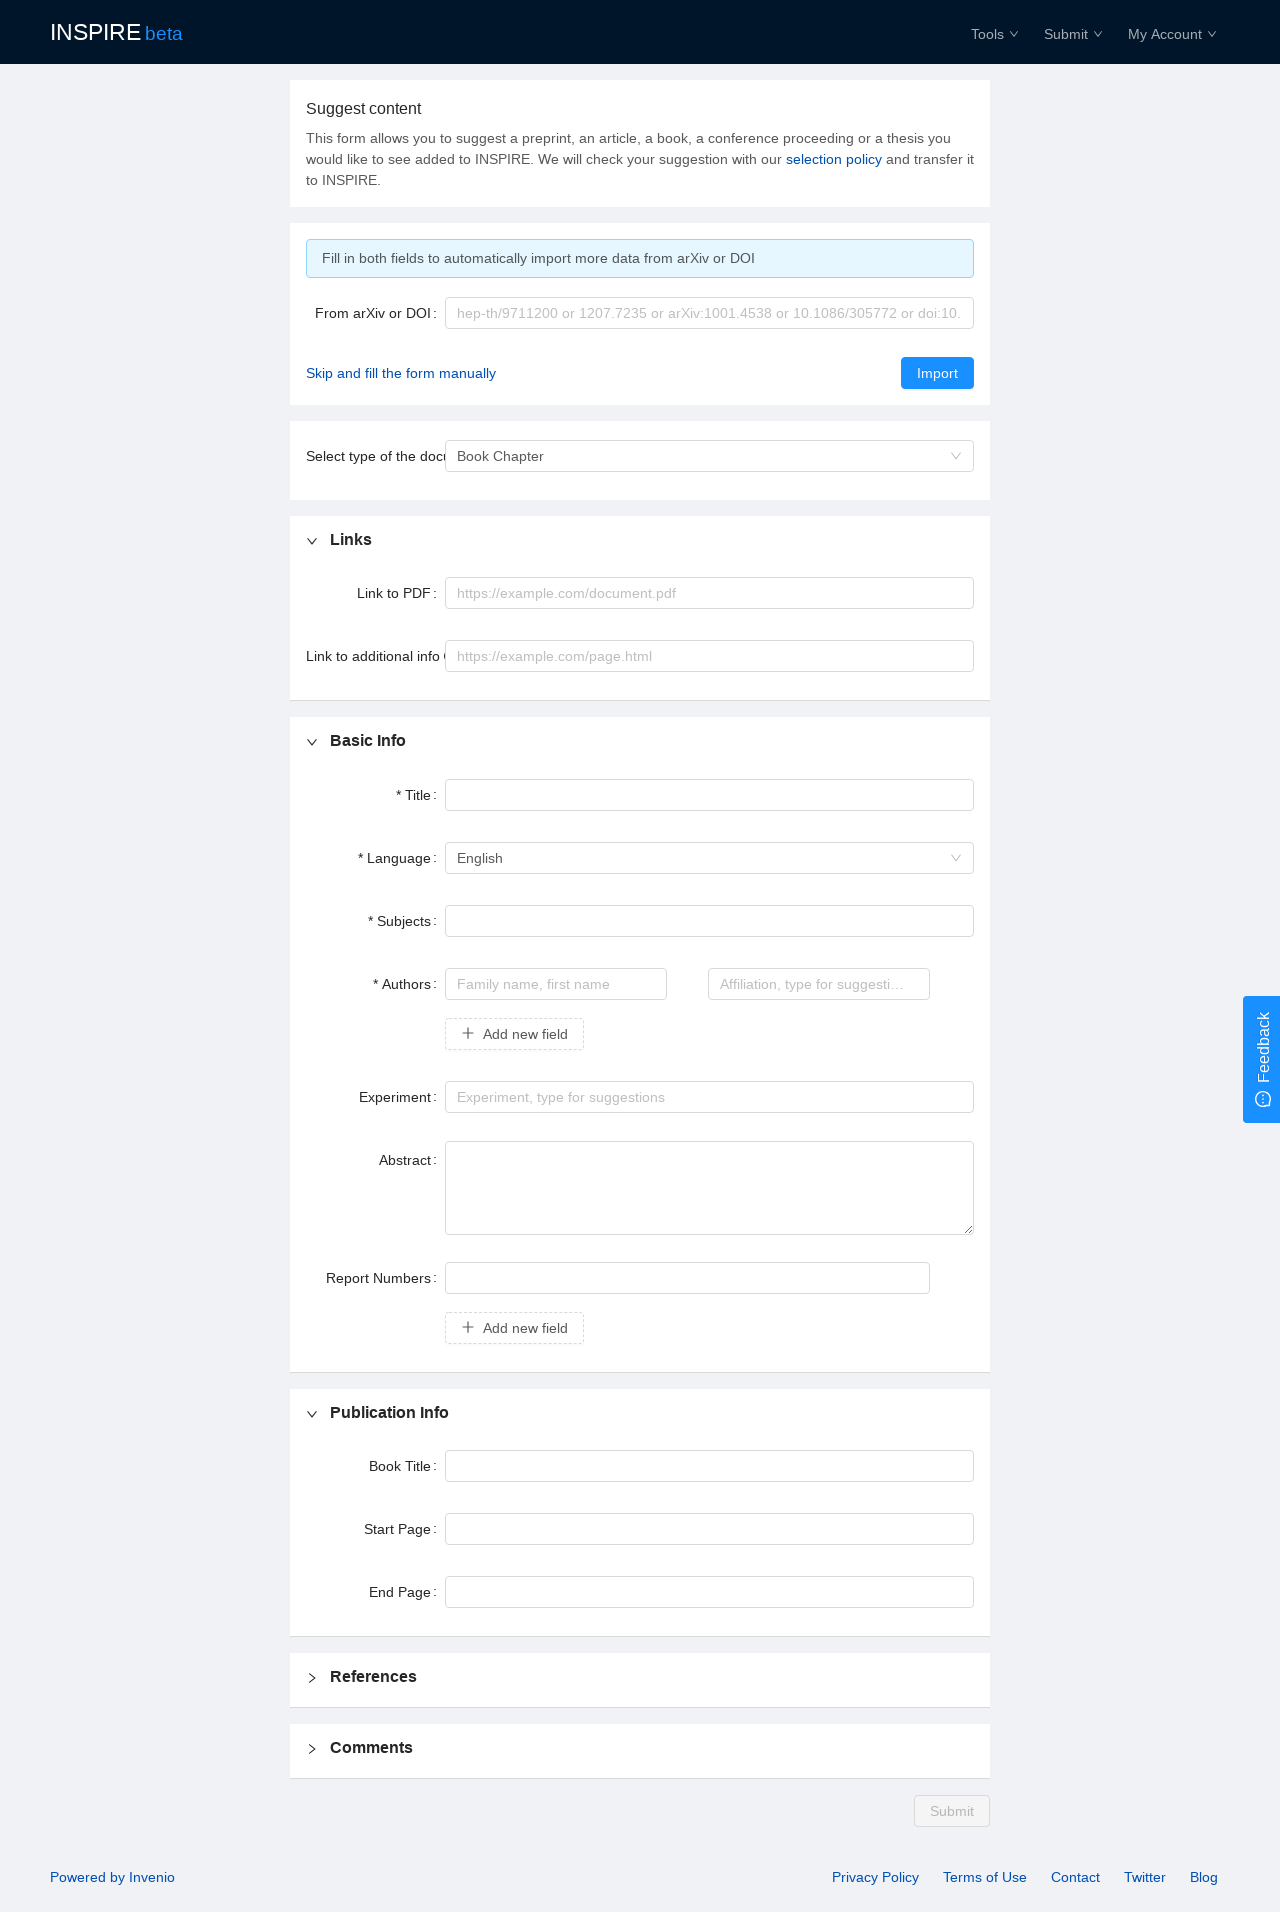 INSPIRE beta
Tools Submit My Account
Suggest content
This form allows you to suggest a preprint, an article, a book, a conference proceeding or a thesis you
would like to see added to INSPIRE. We will check your suggestion with our selection policy and transfer it
to INSPIRE.
Fill in both fields to automatically import more data from arXiv or DOI
From arXiv or DOI : hep-th/9711200 or 1207.7235 or arXiv:1001.4538 or 10.1086/305772 or doi:10.
Skip and fill the form manually Import
Select type of the Book Chapter
Links
Link to PDF : https://example.com/document.pdf
Link to additional info https://example.com/page.html
Basic Info
* Title :
* Language : English
* Subjects :
* Authors : Family name, first name Affiliation, type for suggesti…
Add new field
Experiment : Experiment, type for suggestions
Abstract :
Report Numbers :
Add new field
Publication Info
Book Title :
Start Page :
End Page :
References
Comments
Submit
Feedback
Powered by Invenio Privacy Policy Terms of Use Contact Twitter Blog